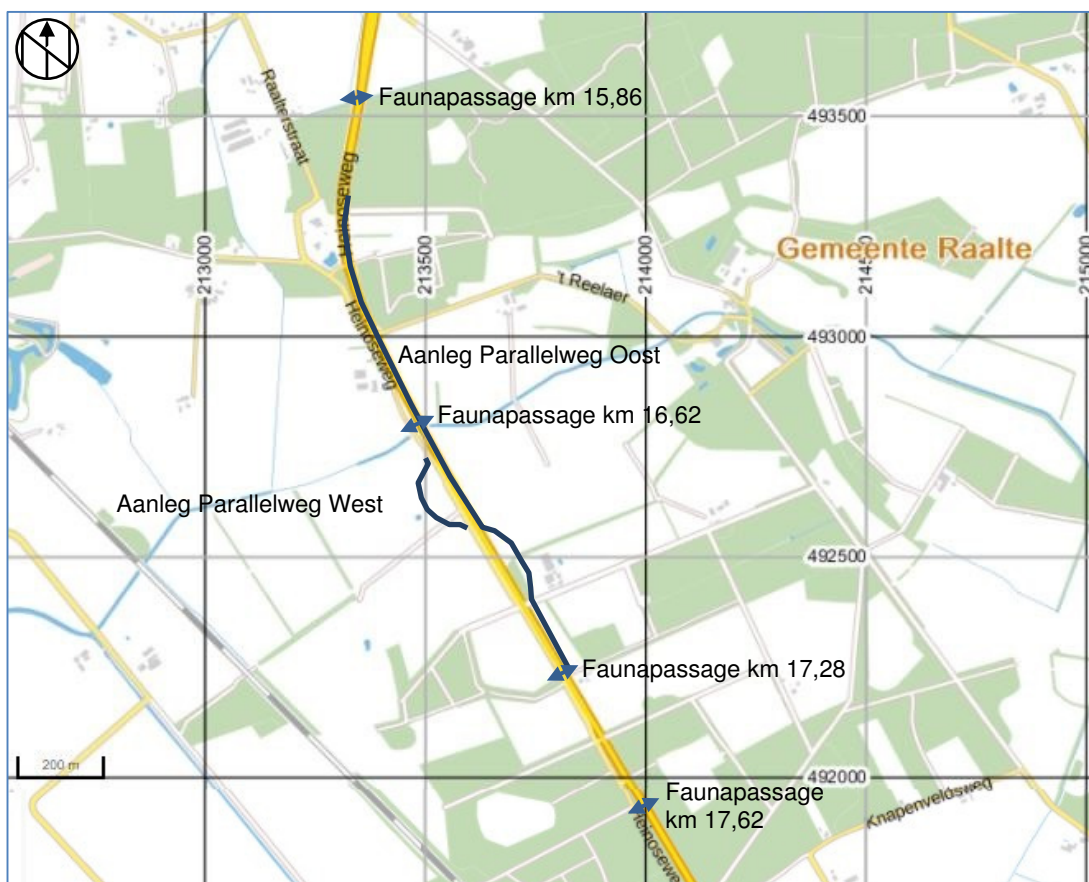 Faunapassage km 15,86
493500
Raalterstraat
Heinoseweg
213000
213500
214000
214500
215000
Gemeente Raalte
't Reelaer
Heinoseweg
493000
Aanleg Parallelweg Oost
Faunapassage km 16,62
Aanleg Parallelweg West
492500
Faunapassage km 17,28
200 m
492000
Faunapassage
km 17,62
Knapenveldsweg
Heinoseweg